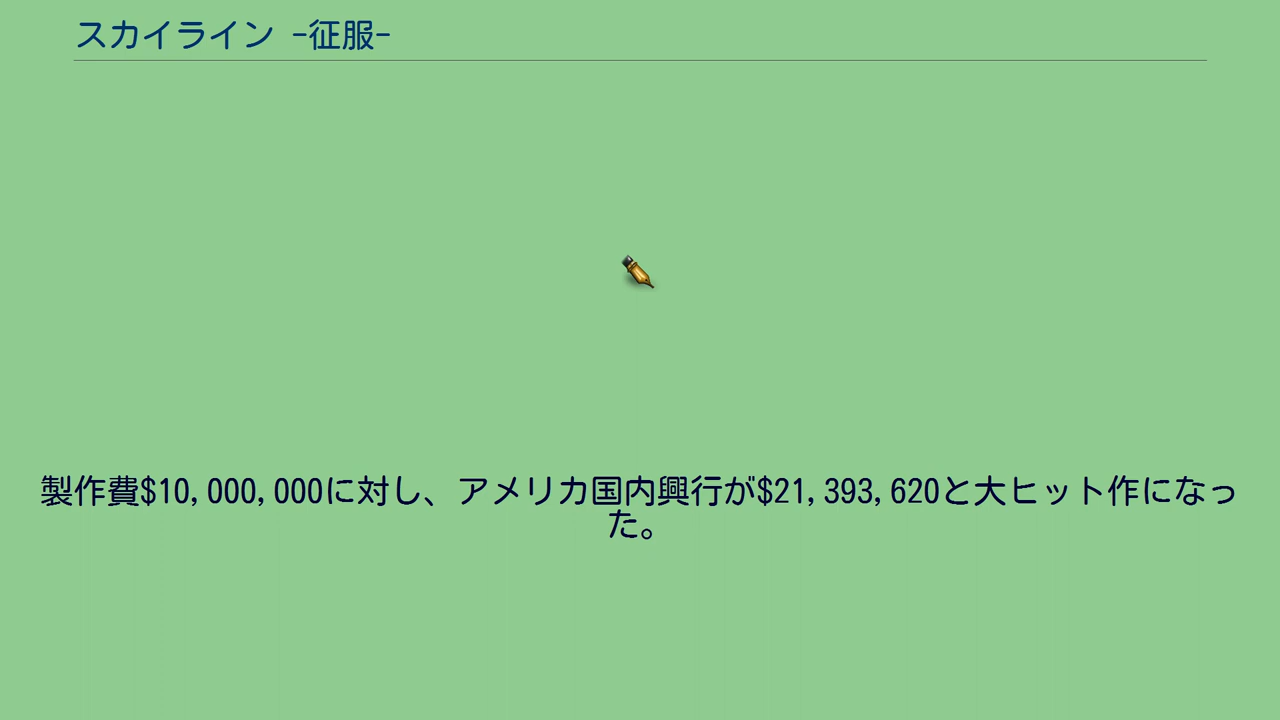 スカイライン -征服-
製作費$10,000,000に対し、アメリカ国内興行が$21,393,620と大ヒット作になっ
た。